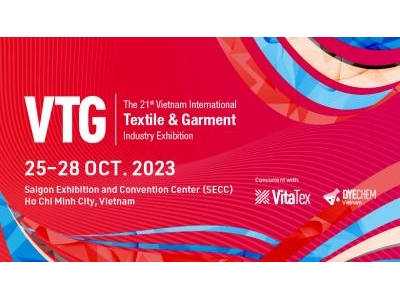 VTG
The 21st Vietnam International
Textile & Garment
Industry Exhibition
25–28 OCT. 2023
Saigon Exhibition and Convention Center (SECC)
Ho Chi Minh City, Vietnam
Concurrent with:
VitaTex
DYECHEM
Vietnam